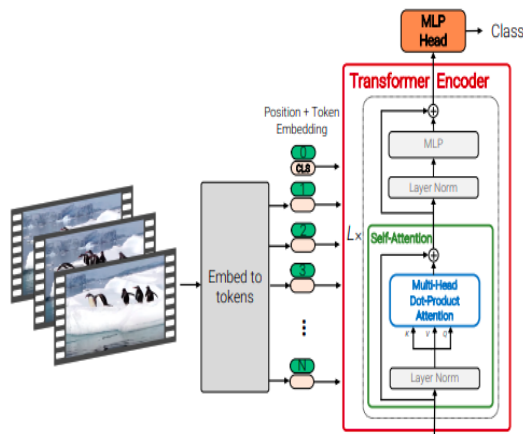 MLP
Head
Class
Transformer Encoder
Position + Token
Embedding
0
CLS
1
2
3
N
Embed to
tokens
L×
MLP
Layer Norm
Self-Attention
Multi-Head
Dot-Product
Attention
K V Q
Layer Norm